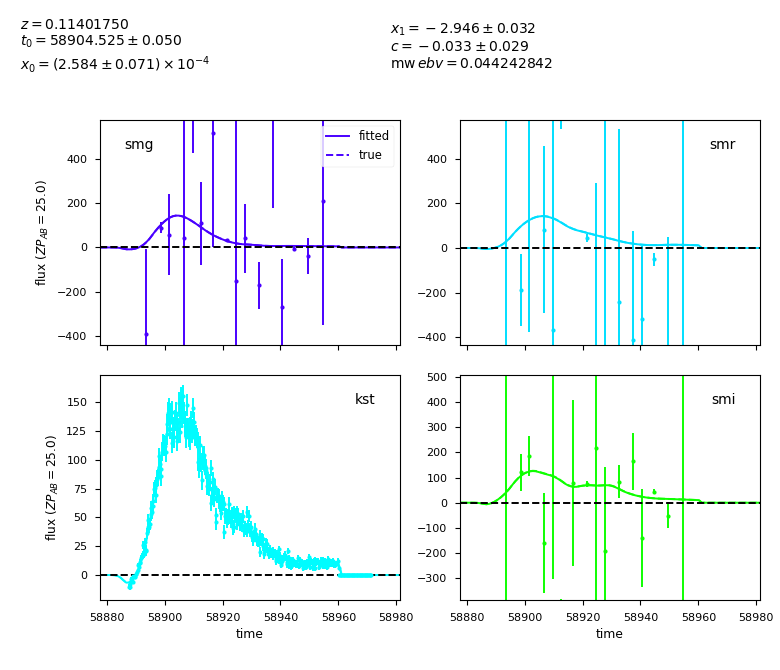 z = 0.11401750
t₀ = 58904.525 ± 0.050
x₀ = (2.584 ± 0.071) × 10⁻⁴
x₁ = −2.946 ± 0.032
c = −0.033 ± 0.029
mw ebv = 0.044242842
smg
fitted
true
400
200
0
−200
−400
flux (ZP_AB = 25.0)
smr
400
200
0
−200
−400
kst
150
125
100
75
50
25
0
flux (ZP_AB = 25.0)
58880 58900 58920 58940 58960 58980
time
smi
500
400
300
200
100
0
−100
−200
−300
58880 58900 58920 58940 58960 58980
time